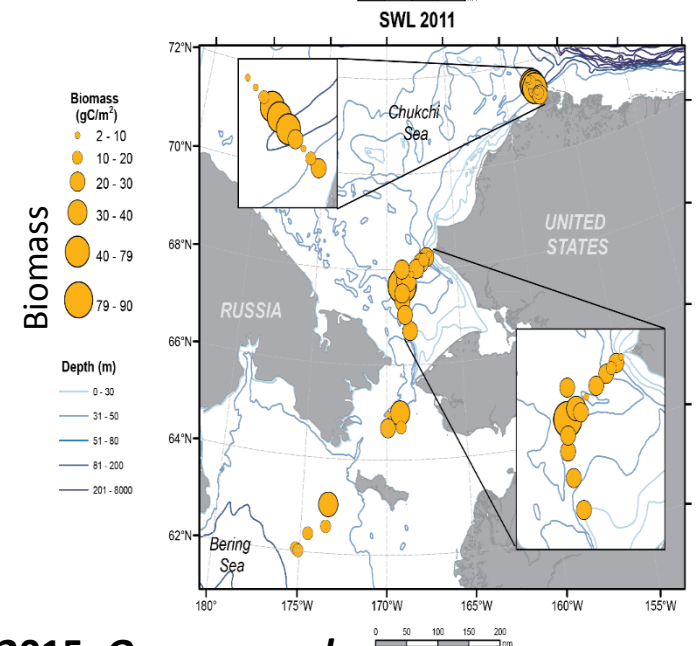 SWL 2011
72°N
70°N
68°N
66°N
64°N
62°N
Biomass
Biomass
(gC/m²)
2 - 10
10 - 20
20 - 30
30 - 40
40 - 79
79 - 90
Depth (m)
0 - 30
31 - 50
51 - 80
81 - 200
201 - 8000
Chukchi
Sea
UNITED
STATES
RUSSIA
Bering
Sea
180°
175°W
170°W
165°W
160°W
155°W
0 50 100 150 200
nm